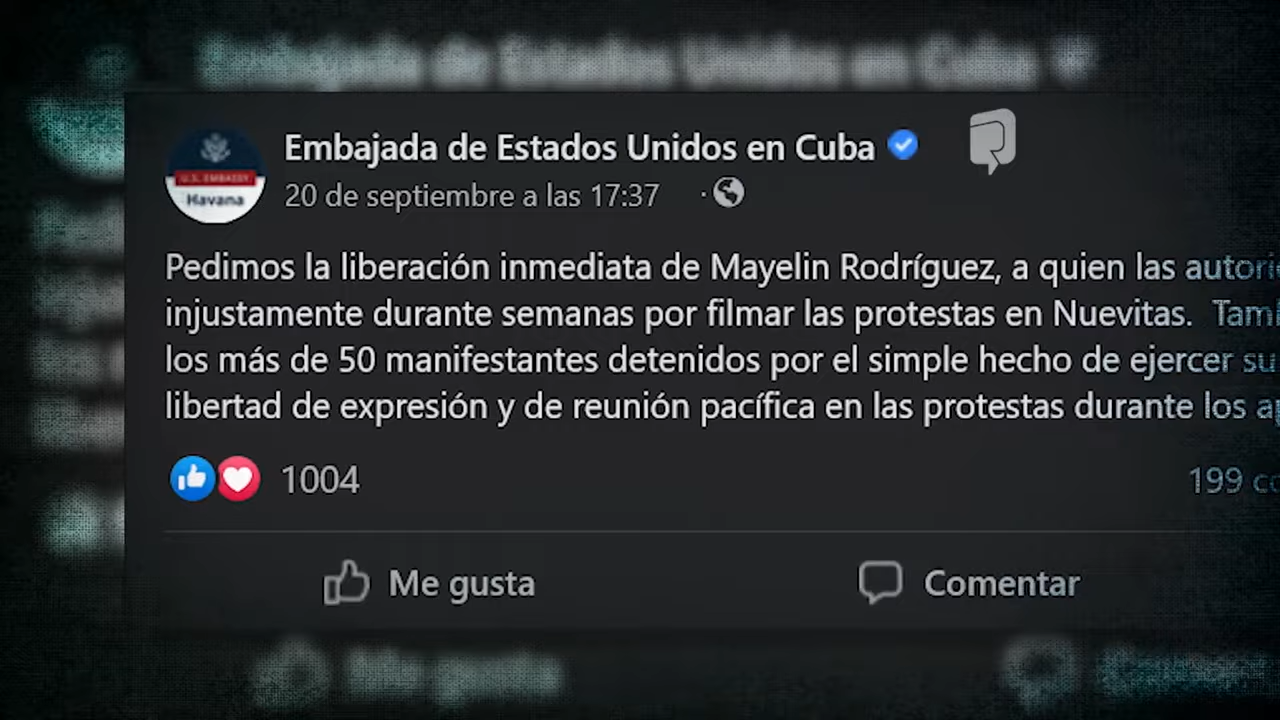 Embajada de Estados Unidos en Cuba
U.S. EMBASSY
Havana
20 de septiembre a las 17:37
Pedimos la liberación inmediata de Mayelin Rodríguez, a quien las
injustamente durante semanas por filmar las protestas en Nuevitas.
los más de 50 manifestantes detenidos por el simple hecho de ejercer su
libertad de expresión y de reunión pacífica en las protestas durante los
1004
199
Me gusta
Comentar